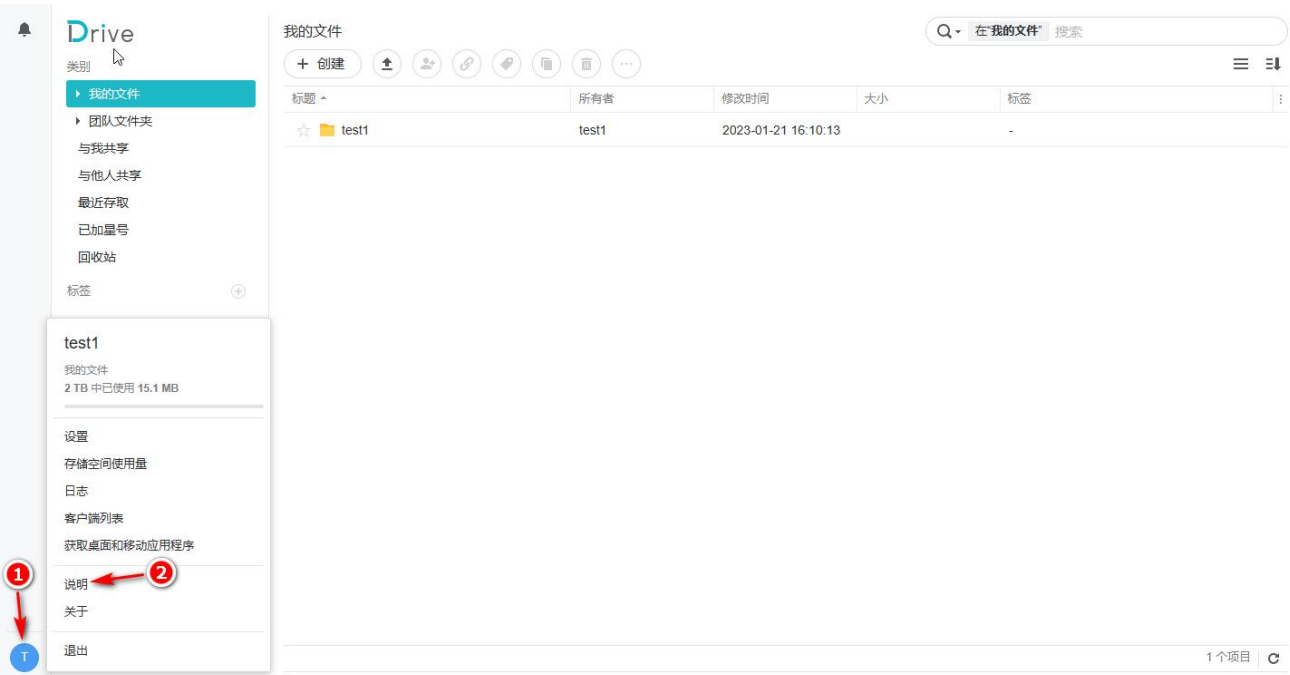 Drive
类别
我的文件
团队文件夹
与我共享
与他人共享
最近存取
已加星号
回收站
标签
test1
我的文件
2 TB 中已使用 15.1 MB
设置
存储空间使用量
日志
客户端列表
获取桌面和移动应用程序
说明
关于
退出
1
2
T
我的文件
在"我的文件" 搜索
+ 创建
标题 所有者 修改时间 大小 标签
test1 test1 2023-01-21 16:10:13 -
1 个项目